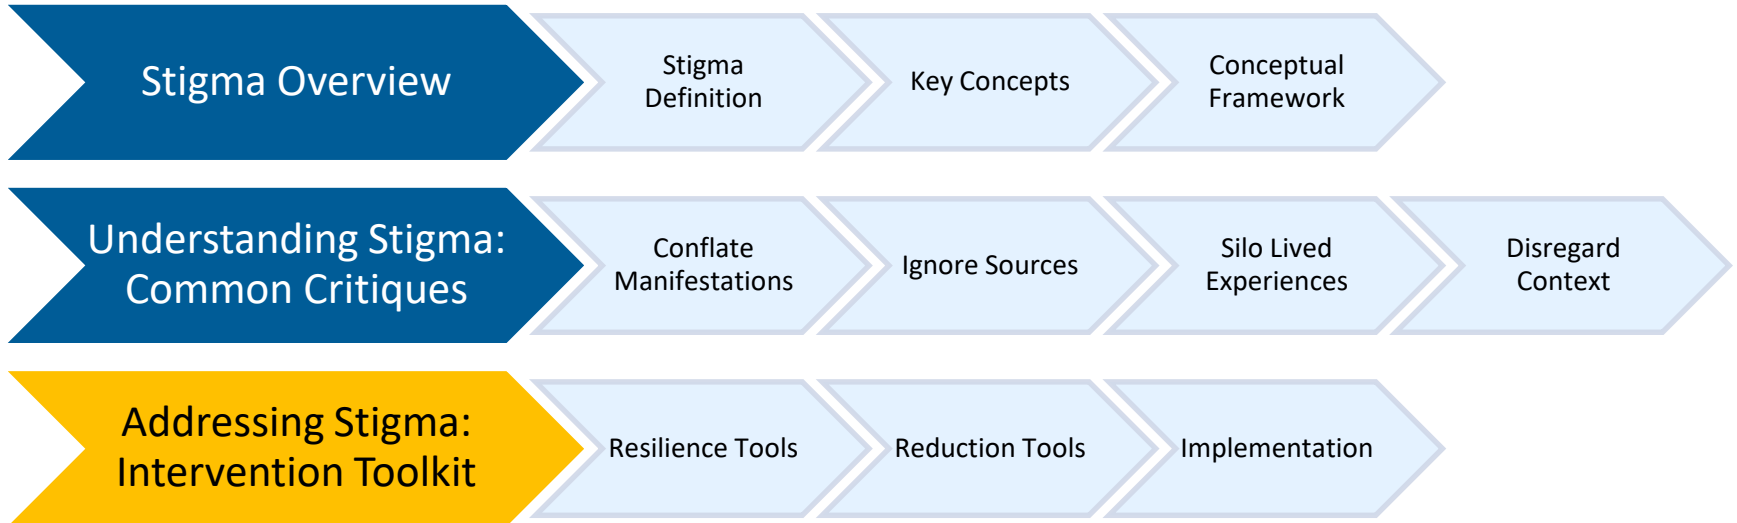 Stigma Overview
Stigma
Definition
Key Concepts
Conceptual
Framework
Understanding Stigma:
Common Critiques
Conflate
Manifestations
Ignore Sources
Silo Lived
Experiences
Disregard
Context
Addressing Stigma:
Intervention Toolkit
Resilience Tools
Reduction Tools
Implementation